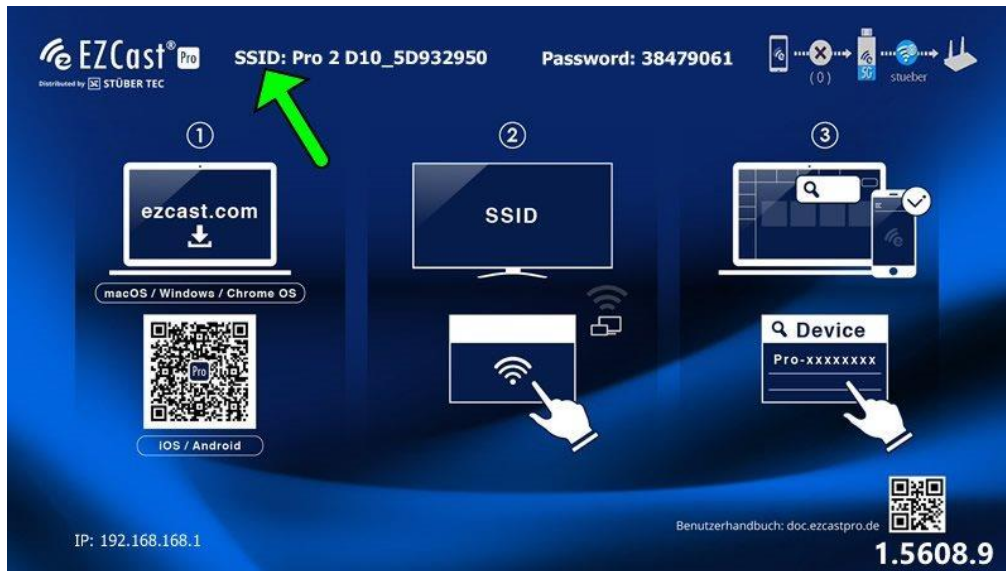 EZCast® Pro
Distributed by STÜBER TEC
SSID: Pro 2 D10_5D932950
Password: 38479061
(0)
5G
stueber
1
2
3
ezcast.com
SSID
macOS / Windows / Chrome OS
Pro
Device
Pro-xxxxxxxx
iOS / Android
IP: 192.168.168.1
Benutzerhandbuch: doc.ezcastpro.de
1.5608.9